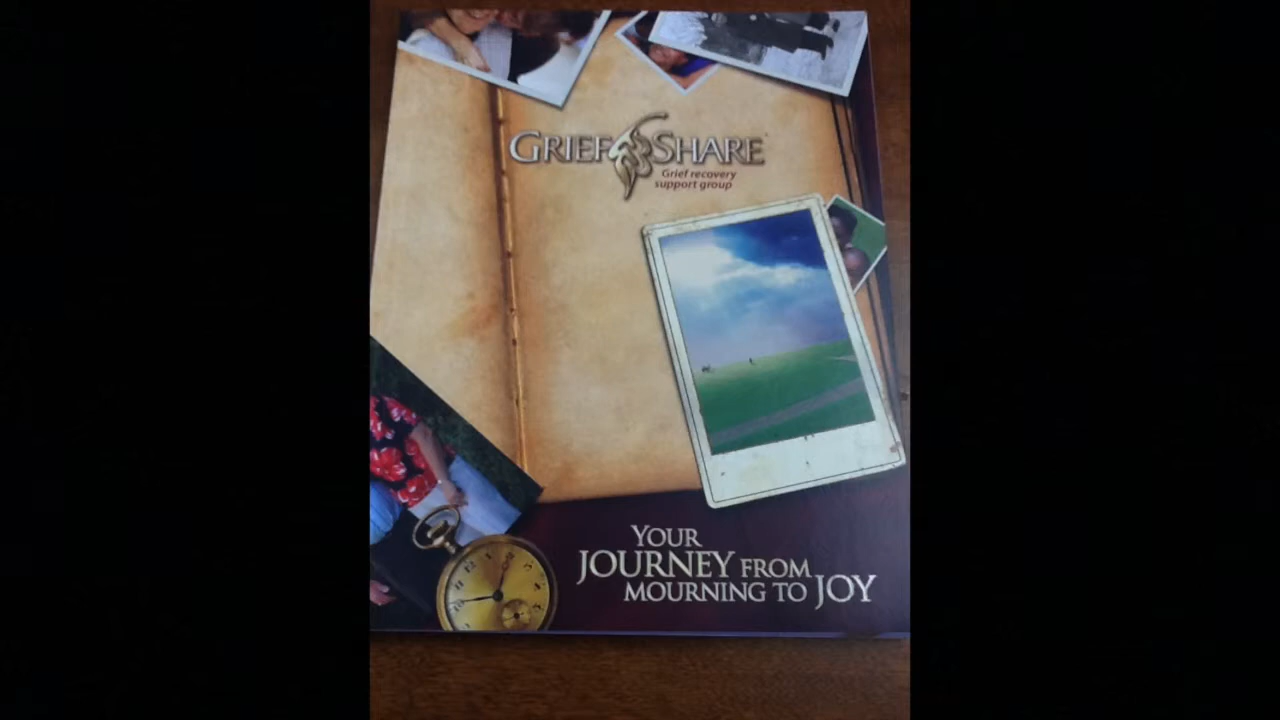 GRIEFSHARE
Grief recovery
support group
YOUR
JOURNEY FROM
MOURNING TO JOY